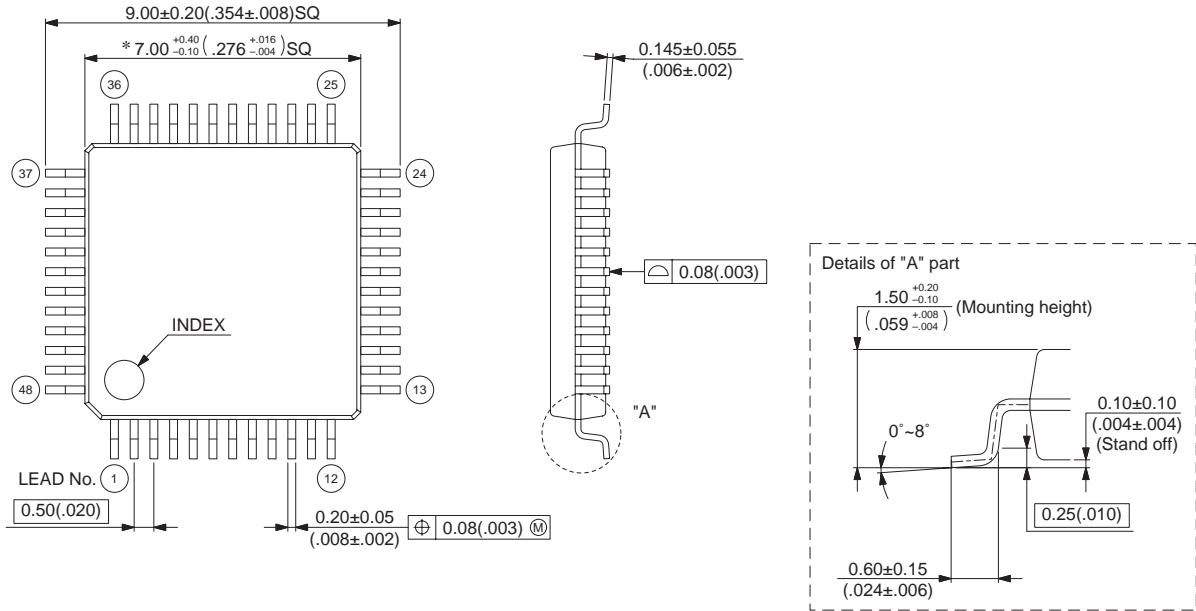 9.00±0.20(.354±.008)SQ
*7.00 +0.40 –0.10 (.276 +.016 –.004)SQ
0.145±0.055
(.006±.002)
36
25
37
24
0.08(.003)
INDEX
48
13
"A"
LEAD No. 1
12
0.50(.020)
0.20±0.05
(.008±.002)
⌖ 0.08(.003) Ⓜ
Details of "A" part
1.50 +0.20 –0.10 (Mounting height)
(.059 +.008 –.004)
0.10±0.10
(.004±.004)
(Stand off)
0˚~8˚
0.25(.010)
0.60±0.15
(.024±.006)